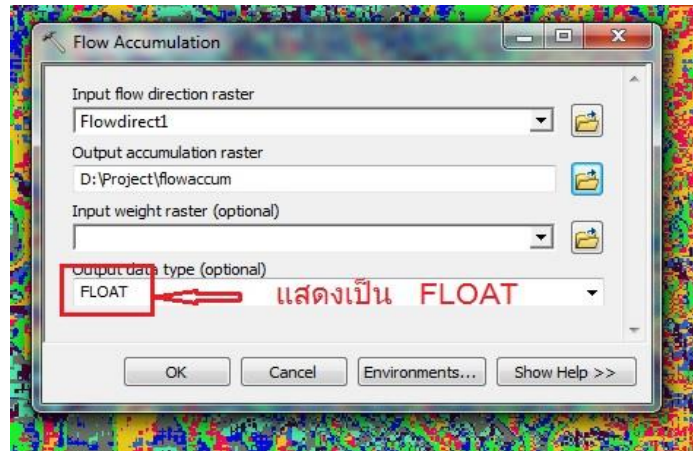 Flow Accumulation
Input flow direction raster
Flowdirect1
Output accumulation raster
D:\Project\flowaccum
Input weight raster (optional)
Output data type (optional)
FLOAT
แสดงเป็น FLOAT
OK Cancel Environments... Show Help >>